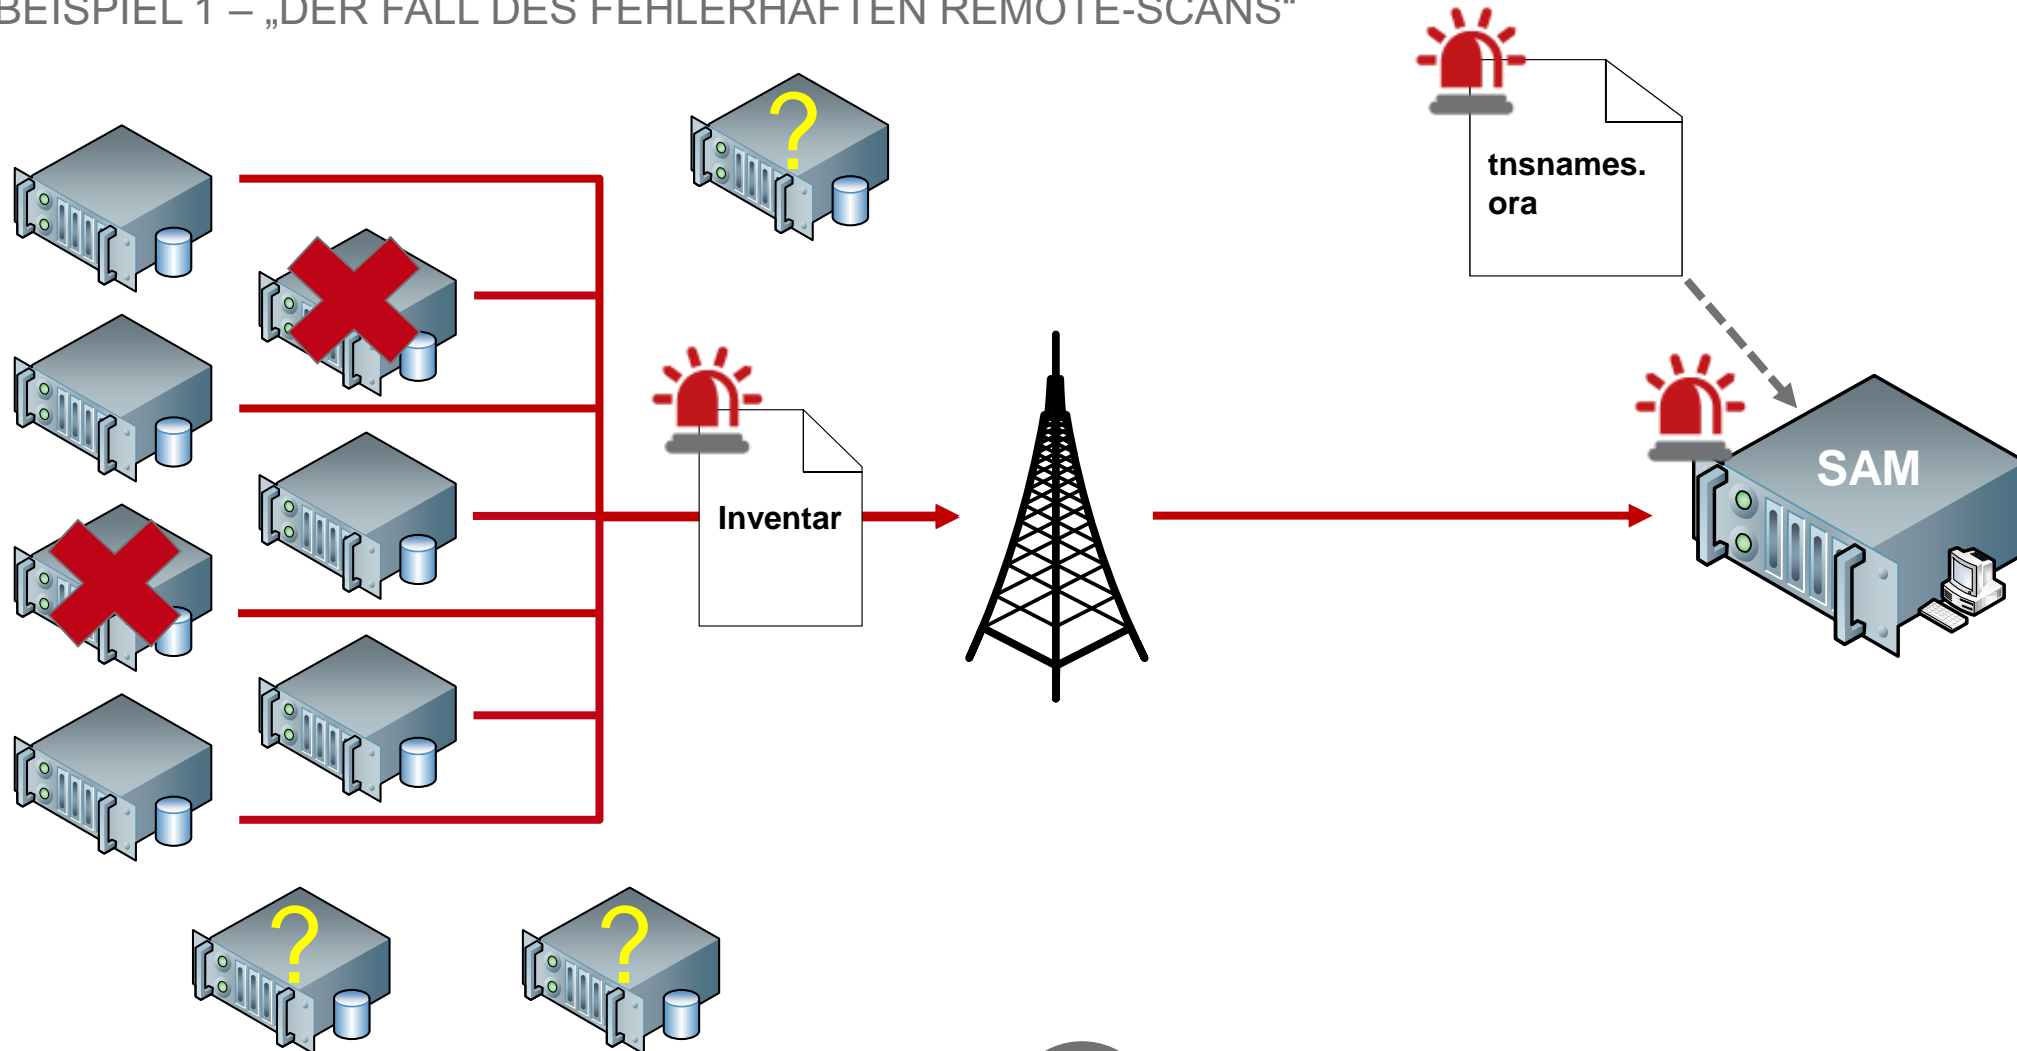 BEISPIEL 1 – „DER FALL DES FEHLERHAFTEN REMOTE-SCANS“
?
tnsnames.
ora
SAM
Inventar
?
?